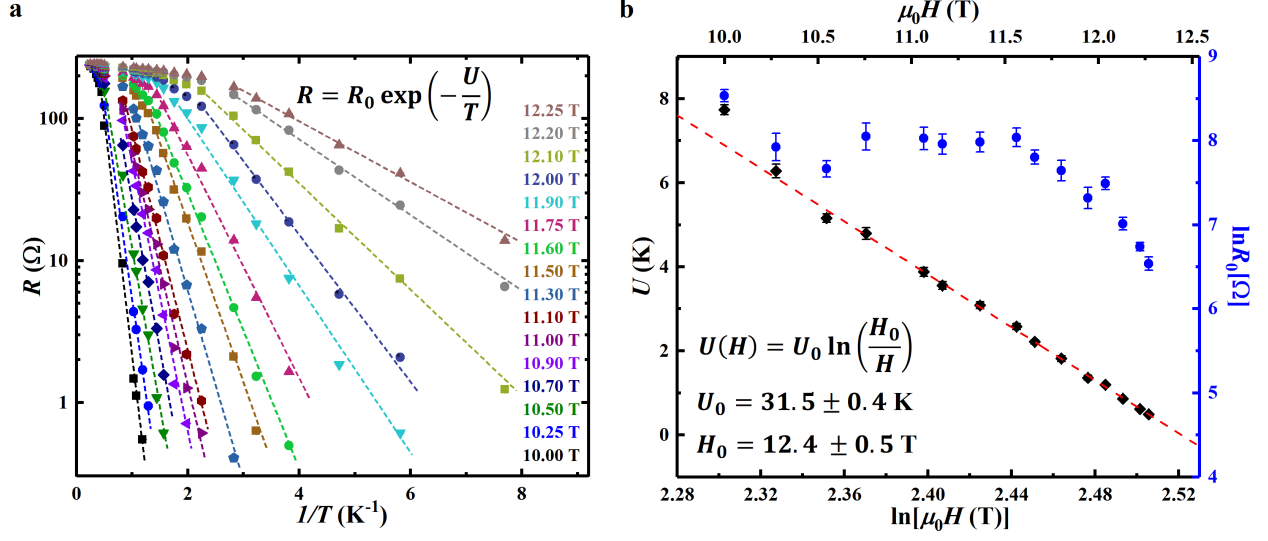 a
R = R₀ exp(−U/T)
12.25 T
12.20 T
12.10 T
12.00 T
11.90 T
11.75 T
11.60 T
11.50 T
11.30 T
11.10 T
11.00 T
10.90 T
10.70 T
10.50 T
10.25 T
10.00 T
100
10
1
R (Ω)
0 2 4 6 8
1/T (K⁻¹)
b
μ₀H (T)
10.0 10.5 11.0 11.5 12.0 12.5
8
6
4
2
0
U (K)
9
8
7
6
5
4
lnR₀[Ω]
U(H) = U₀ ln(H₀/H)
U₀ = 31.5 ± 0.4 K
H₀ = 12.4 ± 0.5 T
2.28 2.32 2.36 2.40 2.44 2.48 2.52
ln[μ₀H (T)]